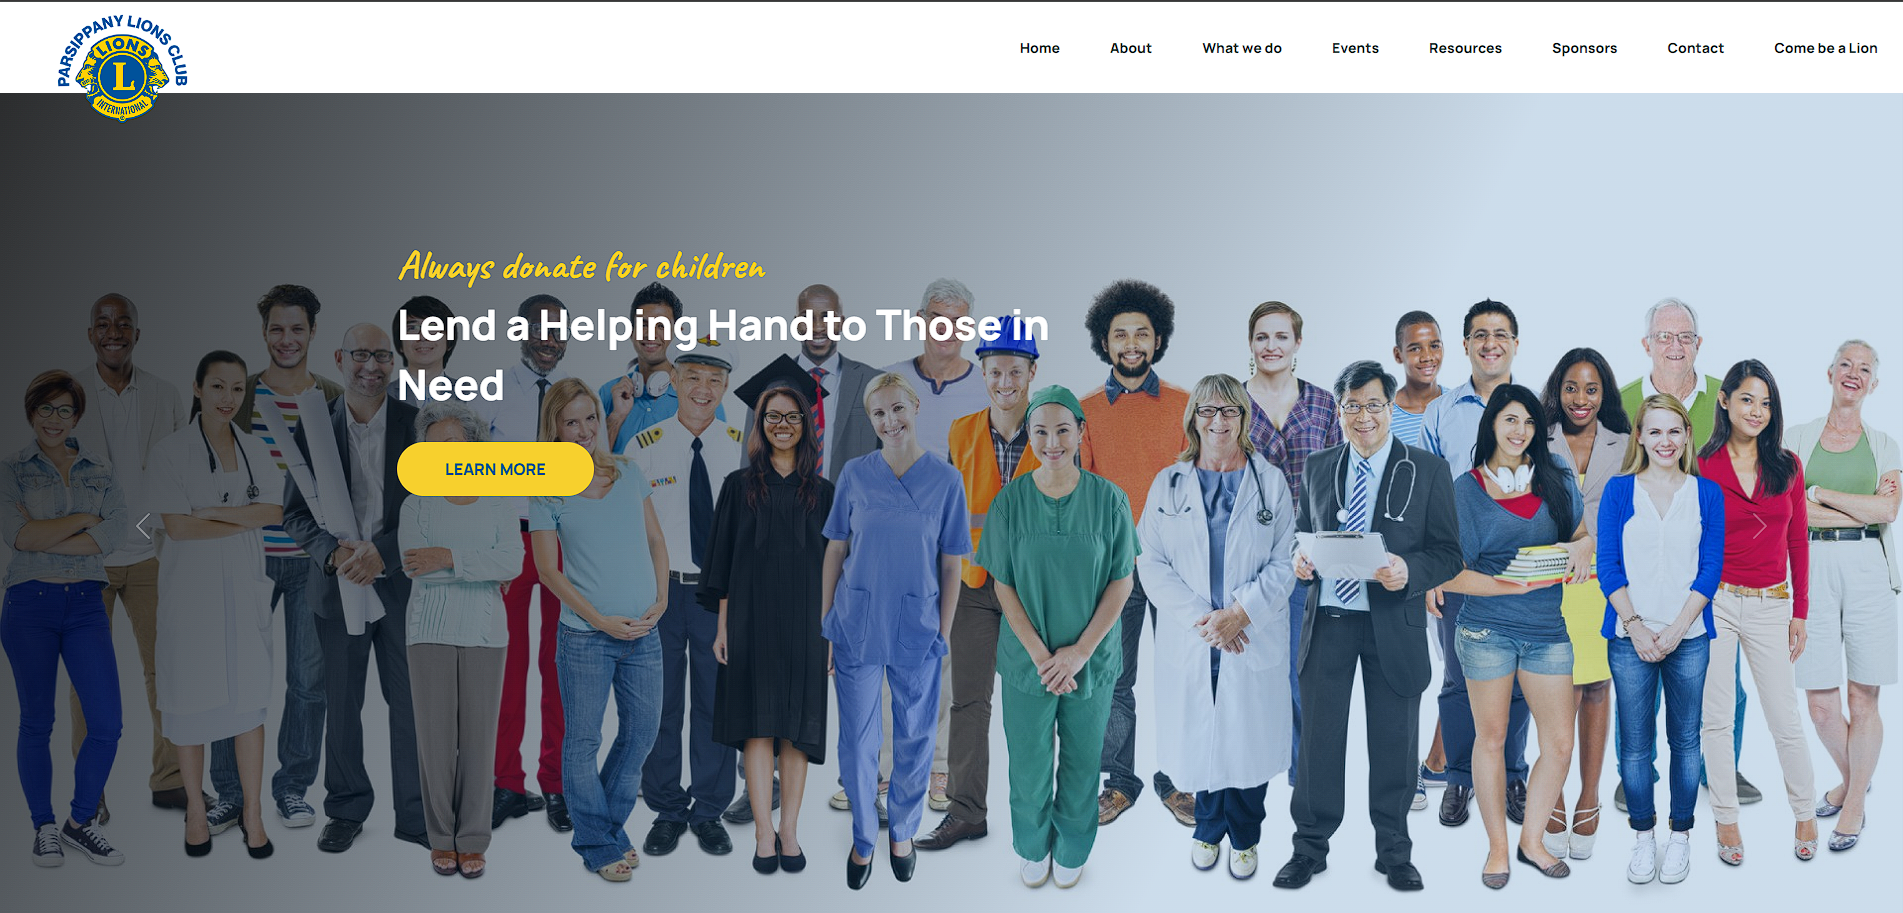 PARSIPPANY LIONS CLUB
LIONS
L
INTERNATIONAL
Home About What we do Events Resources Sponsors Contact Come be a Lion
Always donate for children
Lend a Helping Hand to Those in
Need
LEARN MORE